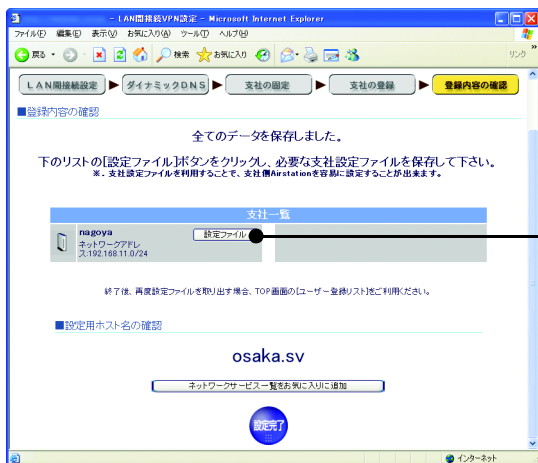 - LAN間接続VPN設定 - Microsoft Internet Explorer
ファイル(F) 編集(E) 表示(V) お気に入り(A) ツール(T) ヘルプ(H)
戻る 検索 お気に入り リンク »
LAN間接続設定 ダイナミックDNS 支社の固定 支社の登録 登録内容の確認
■登録内容の確認
全てのデータを保存しました。
下のリストの[設定ファイル]ボタンをクリックし、必要な支社設定ファイルを保存して下さい。
※．支社設定ファイルを利用することで、支社側Airstationを容易に設定することが出来ます。
支社一覧
nagoya 設定ファイル
ネットワークアドレ
ス:192.168.11.0/24
終了後、再度設定ファイルを取り出す場合、TOP画面の[ユーザー登録リスト]をご利用ください。
■設定用ホスト名の確認
osaka.sv
ネットワークサービス一覧をお気に入りに追加
設定完了
インターネット